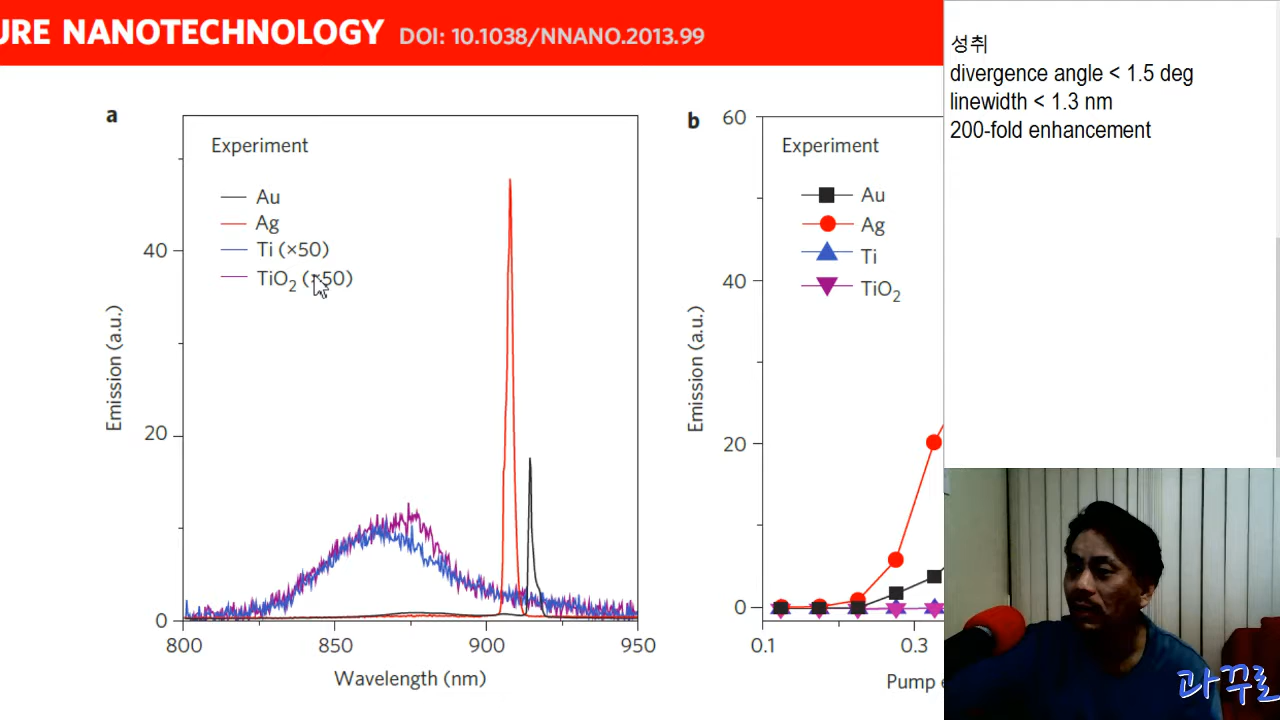 URE NANOTECHNOLOGY DOI: 10.1038/NNANO.2013.99
a
Experiment
Au
Ag
Ti (×50)
TiO2 (×50)
40
20
0
Emission (a.u.)
800 850 900 950
Wavelength (nm)
b
Experiment
Au
Ag
Ti
TiO2
60
40
20
0
Emission (a.u.)
0.1 0.3
Pump e
성취
divergence angle < 1.5 deg
linewidth < 1.3 nm
200-fold enhancement
과꾸로